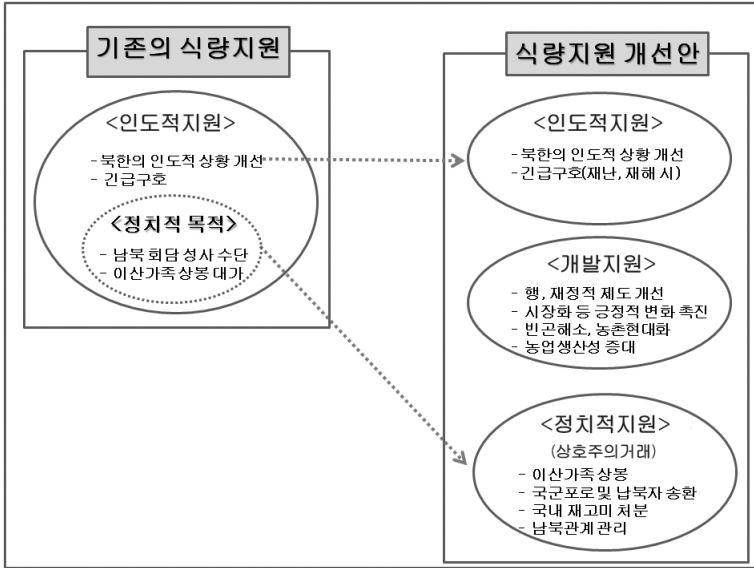 기존의 식량지원
<인도적지원>
- 북한의 인도적 상황 개선
- 긴급구호
<정치적 목적>
- 남북 회담 성사 수단
- 이산가족 상봉 대가
식량지원 개선안
<인도적지원>
- 북한의 인도적 상황 개선
- 긴급구호(재난, 재해 시)
<개발지원>
- 행, 재정적 제도 개선
- 시장화 등 긍정적 변화 촉진
- 빈곤해소, 농촌현대화
- 농업생산성 증대
<정치적지원>
(상호주의거래)
- 이산가족 상봉
- 국군포로 및 납북자 송환
- 국내 재고미 처분
- 남북관계 관리